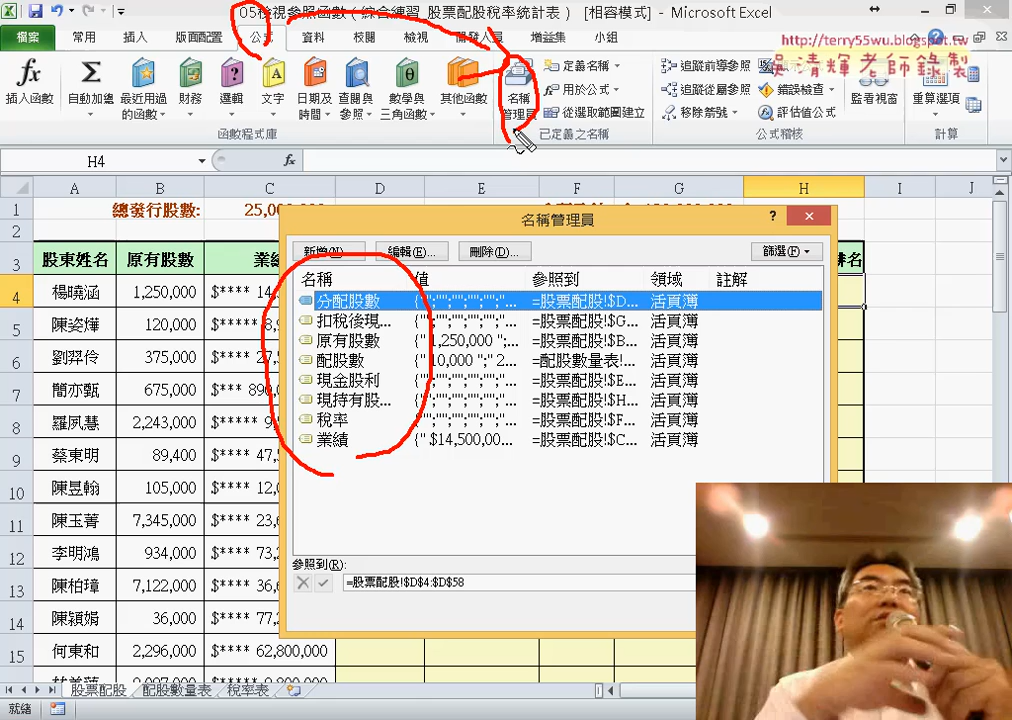 05檢視參照函數(綜合練習_股票配股稅率統計表) [相容模式] - Microsoft Excel
檔案 常用 插入 版面配置 公式 資料 校閱 檢視 開發人員 增益集 小組
http://terry55wu.blogspot.tw
吳清輝老師錄製
插入函數 自動加總 最近用過的函數 財務 邏輯 文字 日期及時間 查閱與參照 數學與三角函數 其他函數 名稱管理員
定義名稱 用於公式 從選取範圍建立
追蹤前導參照 追蹤從屬參照 移除箭號 錯誤檢查 評估值公式 監看視窗 重算選項
函數程式庫 已定義之名稱 公式稽核 計算
H4 fx
A B C D E F G H I J
1 總發行股數:
2
3 股東姓名 原有股數
4 楊曉涵 1,250,000
5 陳姿燁 120,000
6 劉羿伶 375,000
7 簡亦甄 675,000
8 羅夙慧 2,243,000
9 蔡東明 89,400
10 陳昱翰 105,000
11 陳玉菁 7,345,000
12 李明鴻 934,000
13 陳柏璋 7,122,000
14 陳穎娟 36,000
15 何東和 2,296,000 $**** 62,800,000
名稱管理員 ?
新增(N)... 編輯(E)... 刪除(D)... 篩選(F)
名稱 值 參照到 領域 註解
分配股數 {"";"";"";"";"... =股票配股!$D... 活頁簿
扣稅後現... {"";"";"";"";"... =股票配股!$G... 活頁簿
原有股數 {" 1,250,000 ";... =股票配股!$B... 活頁簿
配股數 {" 10,000 ";" 2... =配股數量表!... 活頁簿
現金股利 {"";"";"";"";"... =股票配股!$E... 活頁簿
現持有股... {"";"";"";"";"... =股票配股!$H... 活頁簿
稅率 {"";"";"";"";"... =股票配股!$F... 活頁簿
業績 {" $14,500,00... =股票配股!$C... 活頁簿
參照到(R):
=股票配股!$D$4:$D$58
股票配股 配股數量表 稅率表
就緒